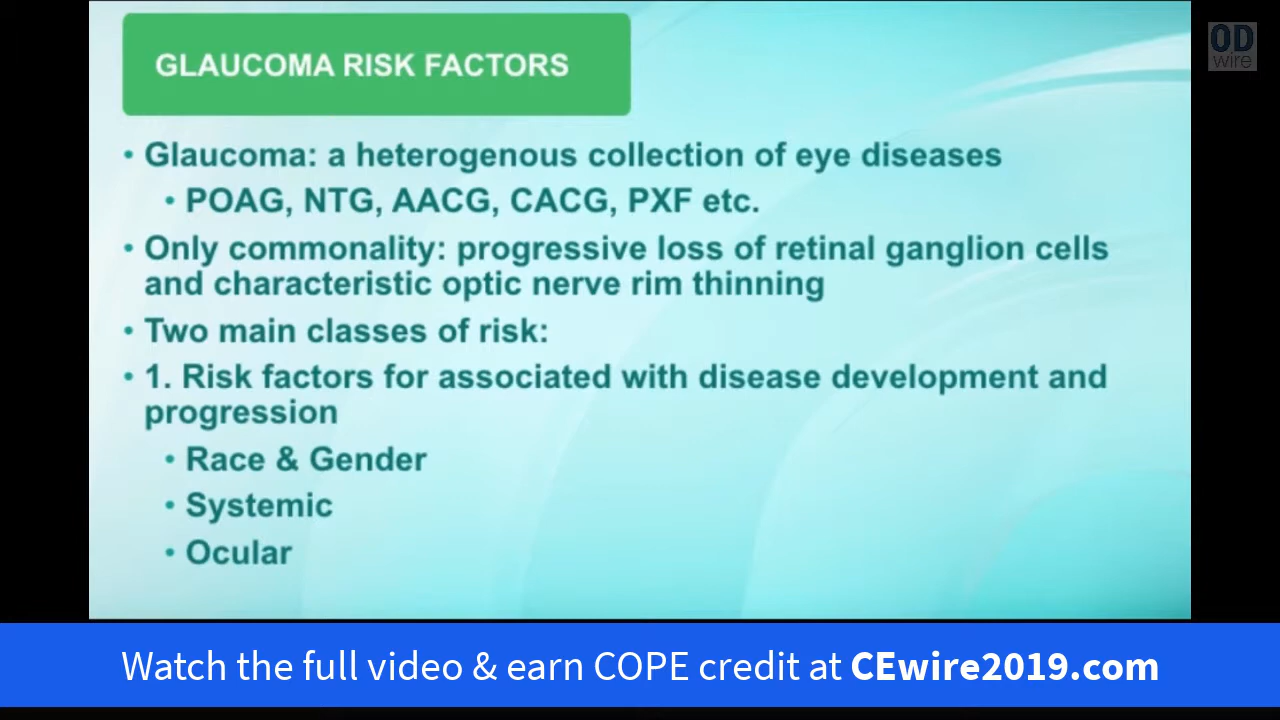 GLAUCOMA RISK FACTORS
OD
wire
• Glaucoma: a heterogenous collection of eye diseases
• POAG, NTG, AACG, CACG, PXF etc.
• Only commonality: progressive loss of retinal ganglion cells
and characteristic optic nerve rim thinning
• Two main classes of risk:
• 1. Risk factors for associated with disease development and
progression
• Race & Gender
• Systemic
• Ocular
Watch the full video & earn COPE credit at CEwire2019.com